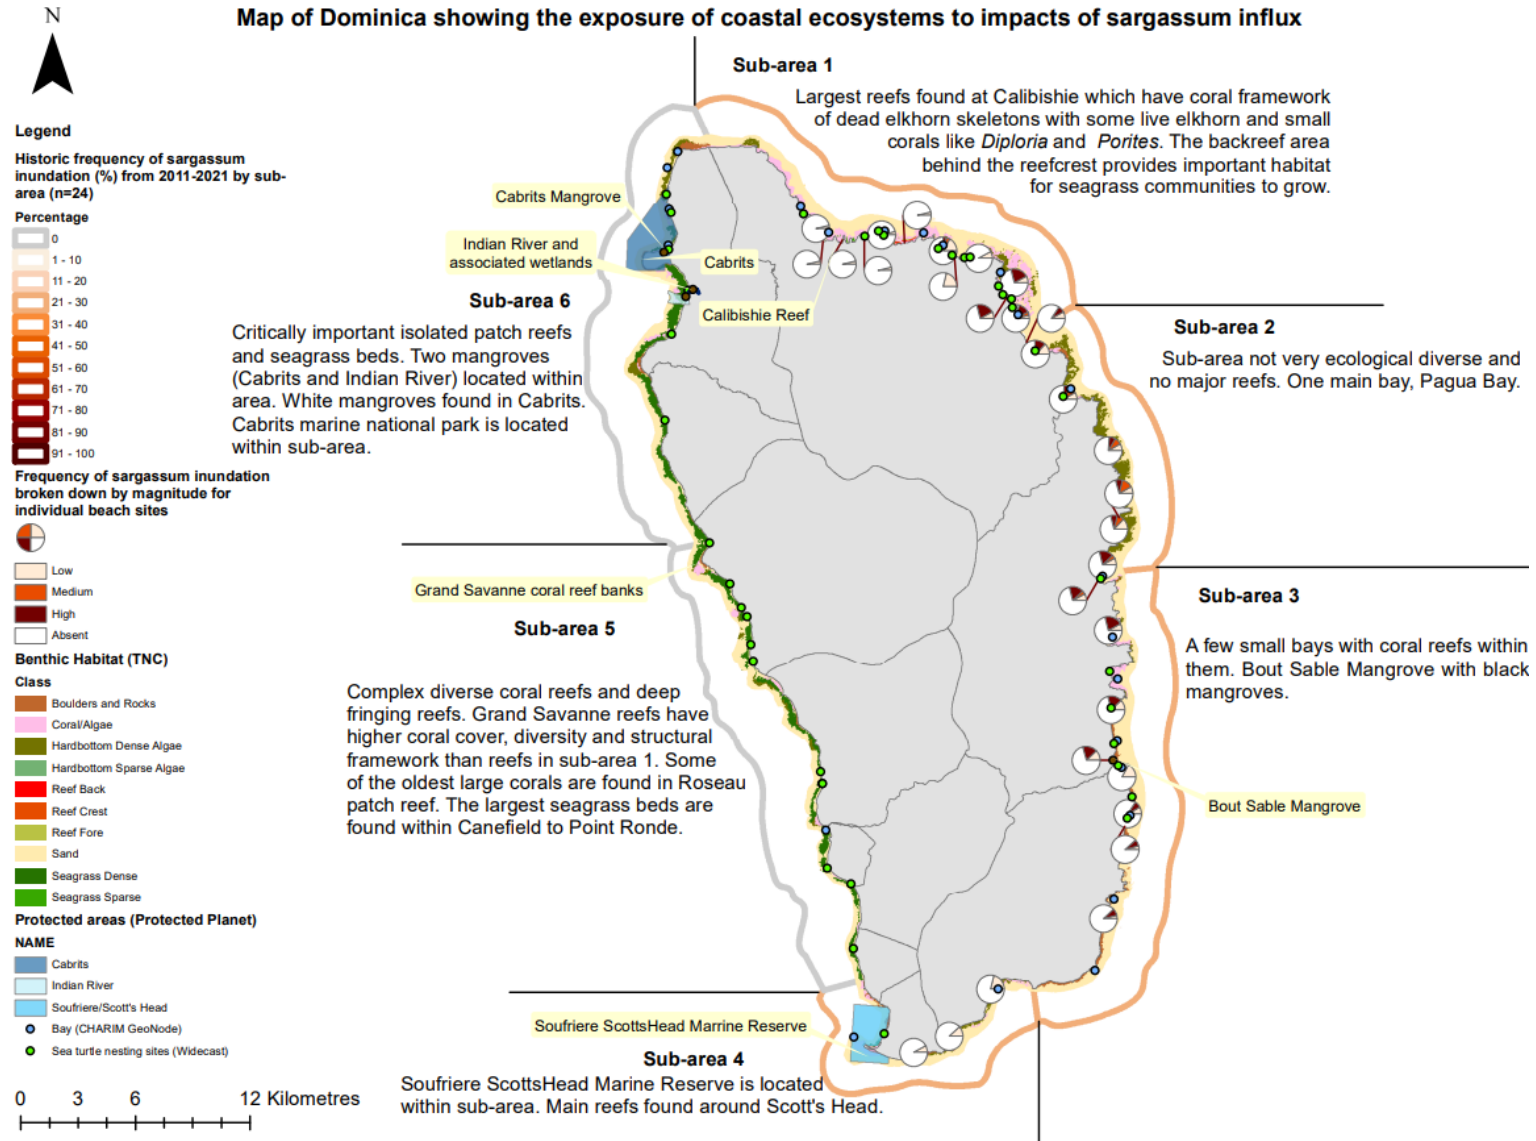 Map of Dominica showing the exposure of coastal ecosystems to impacts of sargassum influx
N
Legend
Historic frequency of sargassum
inundation (%) from 2011-2021 by sub-
area (n=24)
Percentage
0
1 - 10
11 - 20
21 - 30
31 - 40
41 - 50
51 - 60
61 - 70
71 - 80
81 - 90
91 - 100
Frequency of sargassum inundation
broken down by magnitude for
individual beach sites
Low
Medium
High
Absent
Benthic Habitat (TNC)
Class
Boulders and Rocks
Coral/Algae
Hardbottom Dense Algae
Hardbottom Sparse Algae
Reef Back
Reef Crest
Reef Fore
Sand
Seagrass Dense
Seagrass Sparse
Protected areas (Protected Planet)
NAME
Cabrits
Indian River
Soufriere/Scott's Head
Bay (CHARIM GeoNode)
Sea turtle nesting sites (Widecast)
0 3 6 12 Kilometres
Sub-area 1
Largest reefs found at Calibishie which have coral framework
of dead elkhorn skeletons with some live elkhorn and small
corals like Diploria and Porites. The backreef area
behind the reefcrest provides important habitat
for seagrass communities to grow.
Cabrits Mangrove
Indian River and
associated wetlands
Cabrits
Calibishie Reef
Sub-area 6
Critically important isolated patch reefs
and seagrass beds. Two mangroves
(Cabrits and Indian River) located within
area. White mangroves found in Cabrits.
Cabrits marine national park is located
within sub-area.
Sub-area 2
Sub-area not very ecological diverse and
no major reefs. One main bay, Pagua Bay.
Grand Savanne coral reef banks
Sub-area 5
Complex diverse coral reefs and deep
fringing reefs. Grand Savanne reefs have
higher coral cover, diversity and structural
framework than reefs in sub-area 1. Some
of the oldest large corals are found in Roseau
patch reef. The largest seagrass beds are
found within Canefield to Point Ronde.
Sub-area 3
A few small bays with coral reefs within
them. Bout Sable Mangrove with black
mangroves.
Bout Sable Mangrove
Soufriere ScottsHead Marrine Reserve
Sub-area 4
Soufriere ScottsHead Marine Reserve is located
within sub-area. Main reefs found around Scott's Head.